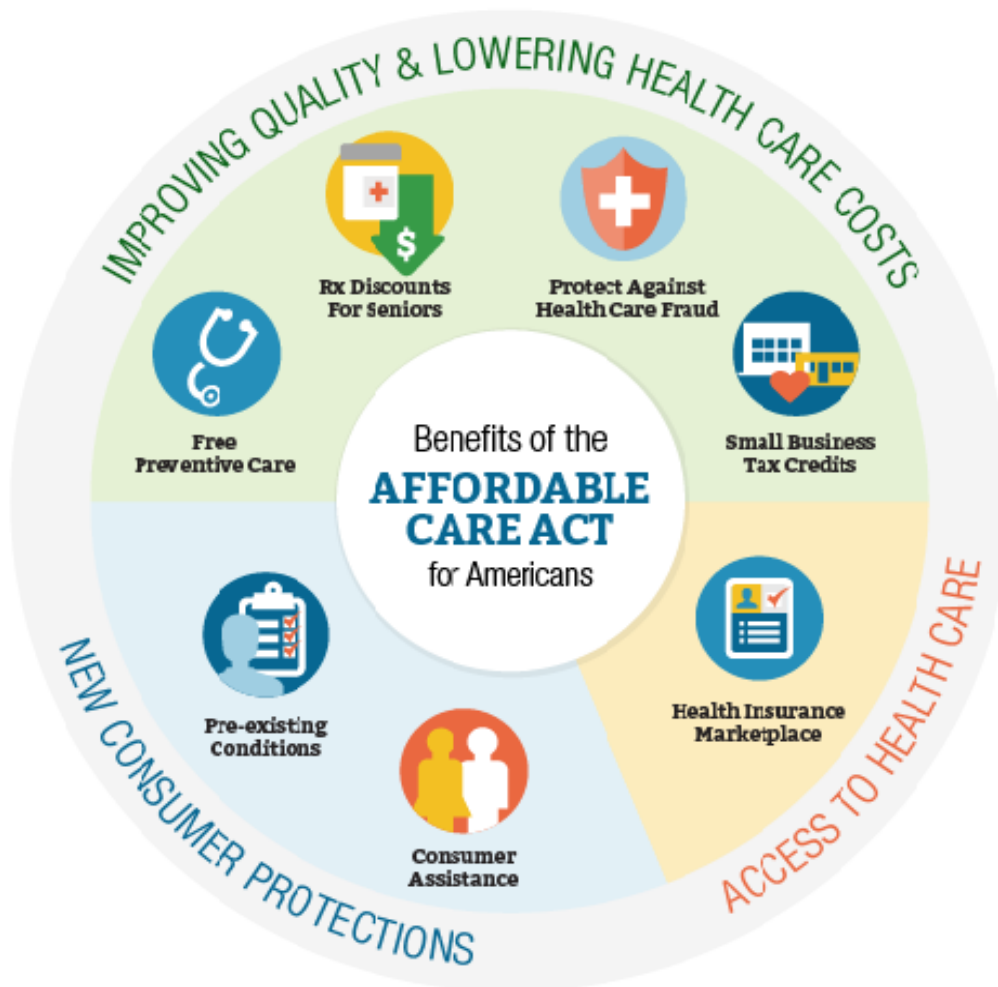 IMPROVING QUALITY & LOWERING HEALTH CARE COSTS
Rx Discounts
For Seniors
Protect Against
Health Care Fraud
Free
Preventive Care
Small Business
Tax Credits
Benefits of the
AFFORDABLE
CARE ACT
for Americans
Pre-existing
Conditions
Consumer
Assistance
Health Insurance
Marketplace
NEW CONSUMER PROTECTIONS
ACCESS TO HEALTH CARE
$